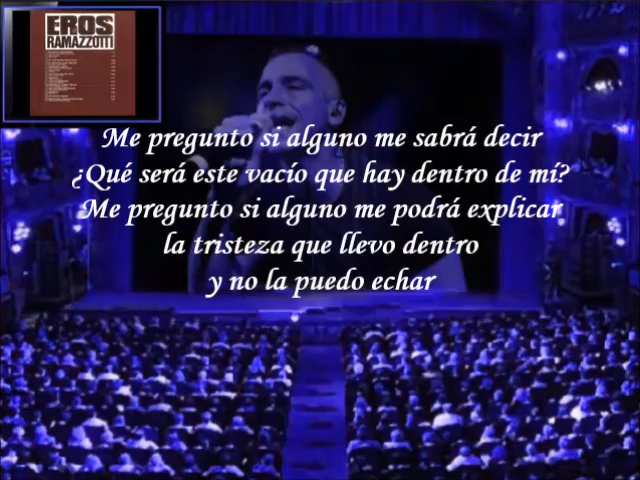 EROS
RAMAZZOTTI
Me pregunto si alguno me sabrá decir
¿Qué será este vacío que hay dentro de mí?
Me pregunto si alguno me podrá explicar
la tristeza que llevo dentro
y no la puedo echar